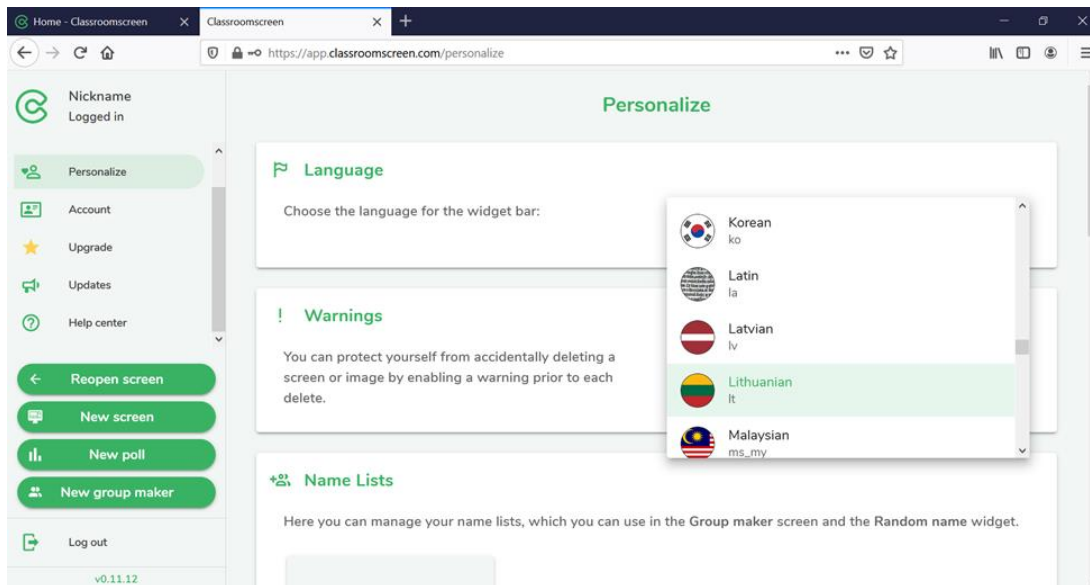 Home - Classroomscreen
Classroomscreen
https://app.classroomscreen.com/personalize
Nickname
Logged in
Personalize
Account
Upgrade
Updates
Help center
Reopen screen
New screen
New poll
New group maker
Log out
v0.11.12
Personalize
Language
Choose the language for the widget bar:
Korean
ko
Latin
la
Latvian
lv
Lithuanian
lt
Malaysian
ms_my
Warnings
You can protect yourself from accidentally deleting a
screen or image by enabling a warning prior to each
delete.
Name Lists
Here you can manage your name lists, which you can use in the Group maker screen and the Random name widget.